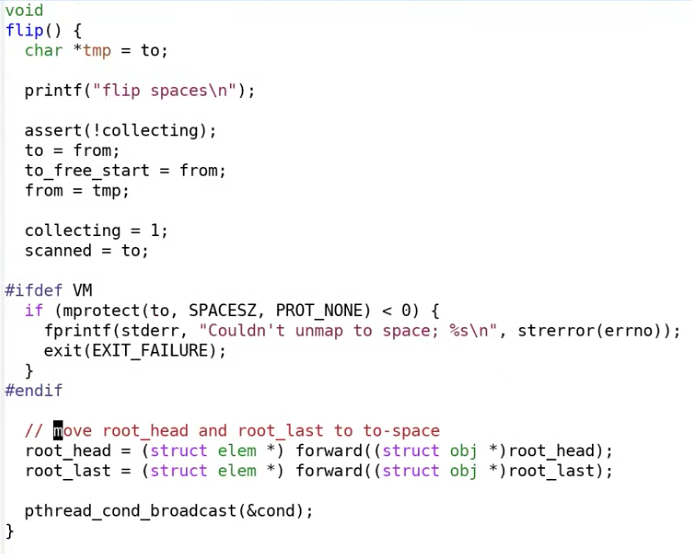 void
flip() {
  char *tmp = to;

  printf("flip spaces\n");

  assert(!collecting);
  to = from;
  to_free_start = from;
  from = tmp;

  collecting = 1;
  scanned = to;

#ifdef VM
  if (mprotect(to, SPACESZ, PROT_NONE) < 0) {
    fprintf(stderr, "Couldn't unmap to space; %s\n", strerror(errno));
    exit(EXIT_FAILURE);
  }
#endif

  // move root_head and root_last to to-space
  root_head = (struct elem *) forward((struct obj *)root_head);
  root_last = (struct elem *) forward((struct obj *)root_last);

  pthread_cond_broadcast(&cond);
}